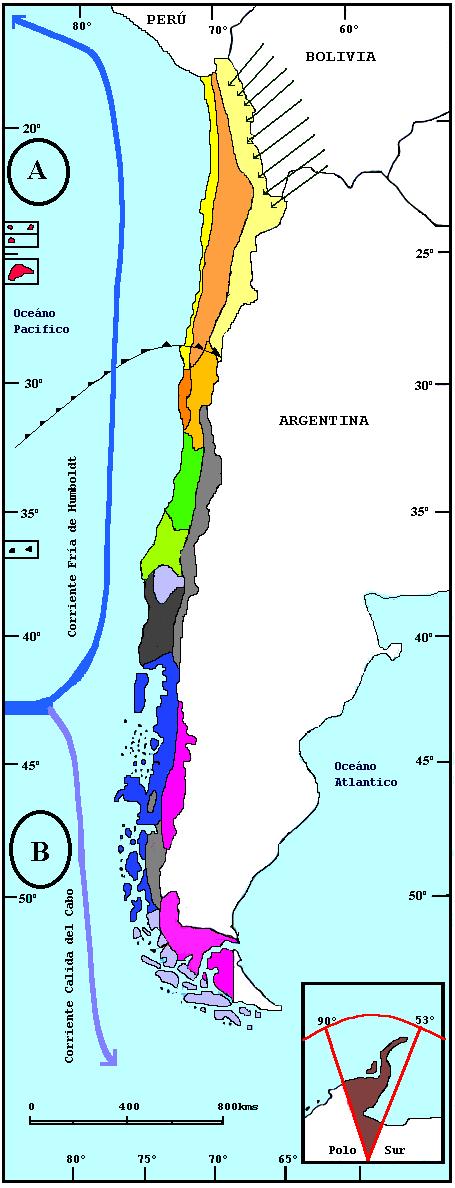 80°
PERÚ
70°
60°
BOLIVIA
20°
A
25°
Oceáno
Pacifico
30°
30°
ARGENTINA
35°
35°
Corriente Fría de Humboldt
40°
40°
45°
45°
Oceáno
Atlantico
B
50°
50°
Corriente Calida del Cabo
90°
53°
0
400
800kms
Polo
Sur
80°
75°
70°
65°